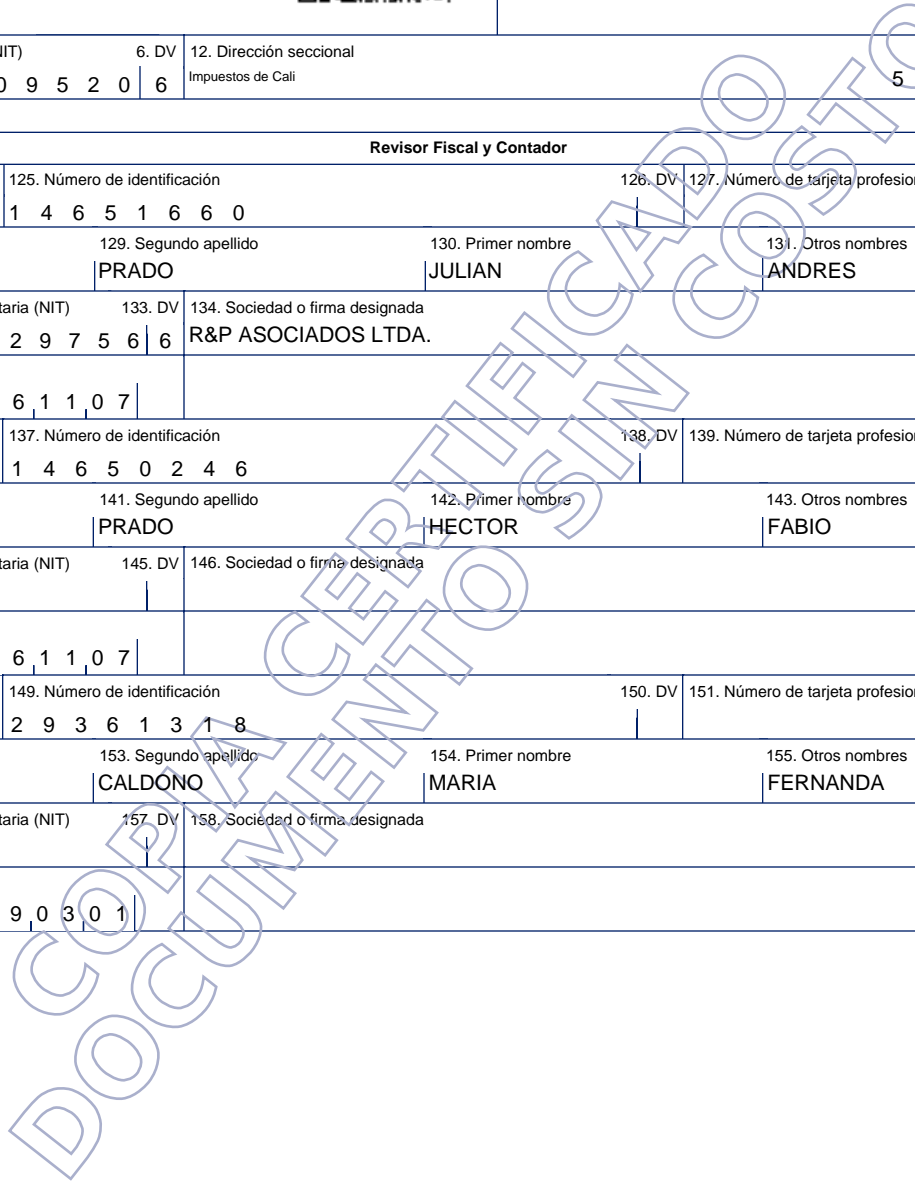 NIT) 6. DV 12. Dirección seccional
9 5 2 0 6 Impuestos de Cali 5
Revisor Fiscal y Contador
125. Número de identificación 126. DV 127. Número de tarjeta profesio
1 4 6 5 1 6 6 0
129. Segundo apellido 130. Primer nombre 131. Otros nombres
PRADO JULIAN ANDRES
taria (NIT) 133. DV 134. Sociedad o firma designada
2 9 7 5 6 6 R&P ASOCIADOS LTDA.
6 1 1 0 7
137. Número de identificación 138. DV 139. Número de tarjeta profesio
1 4 6 5 0 2 4 6
141. Segundo apellido 142. Primer nombre 143. Otros nombres
PRADO HECTOR FABIO
taria (NIT) 145. DV 146. Sociedad o firma designada
6 1 1 0 7
149. Número de identificación 150. DV 151. Número de tarjeta profesio
2 9 3 6 1 3 1 8
153. Segundo apellido 154. Primer nombre 155. Otros nombres
CALDONO MARIA FERNANDA
taria (NIT) 157. DV 158. Sociedad o firma designada
9 0 3 0 1
COPIA CERTIFICADO
DOCUMENTO SIN COSTO